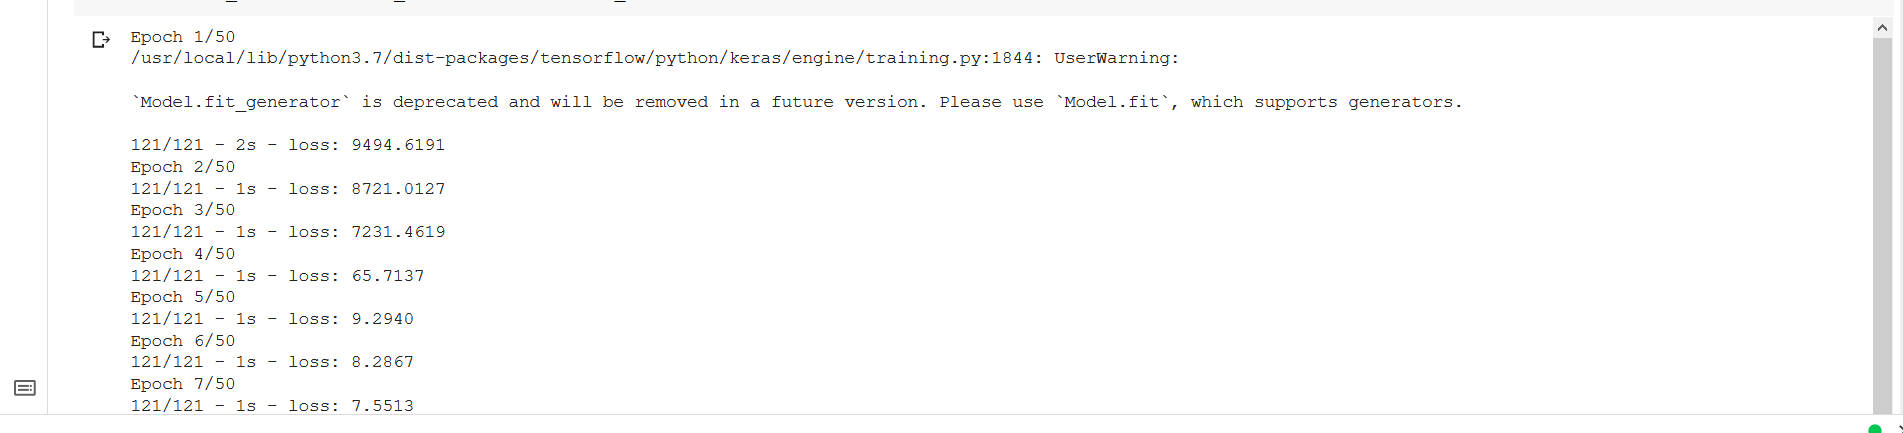 Epoch 1/50
/usr/local/lib/python3.7/dist-packages/tensorflow/python/keras/engine/training.py:1844: UserWarning:
`Model.fit_generator` is deprecated and will be removed in a future version. Please use `Model.fit`, which supports generators.
121/121 - 2s - loss: 9494.6191
Epoch 2/50
121/121 - 1s - loss: 8721.0127
Epoch 3/50
121/121 - 1s - loss: 7231.4619
Epoch 4/50
121/121 - 1s - loss: 65.7137
Epoch 5/50
121/121 - 1s - loss: 9.2940
Epoch 6/50
121/121 - 1s - loss: 8.2867
Epoch 7/50
121/121 - 1s - loss: 7.5513